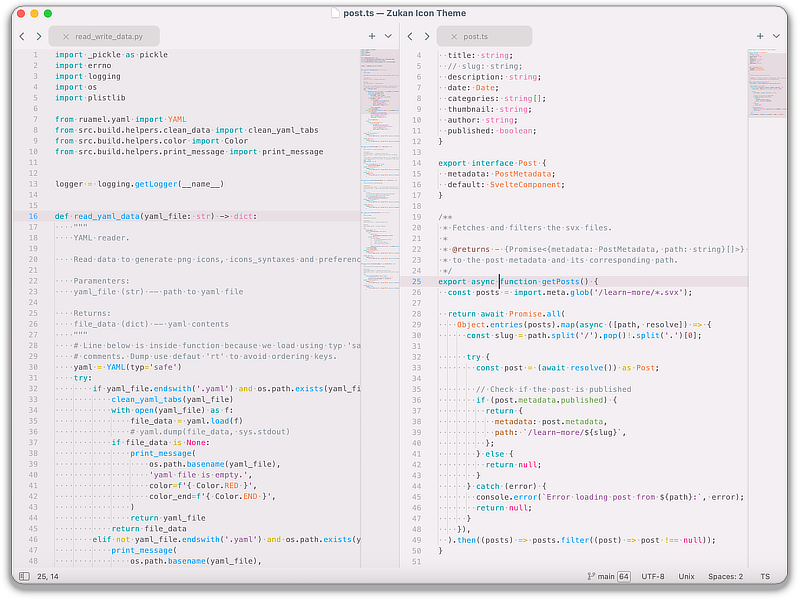 post.ts — Zukan Icon Theme
read_write_data.py
1 import _pickle as pickle
2 import errno
3 import logging
4 import os
5 import plistlib
6
7 from ruamel.yaml import YAML
8 from src.build.helpers.clean_data import clean_yaml_tabs
9 from src.build.helpers.color import Color
10 from src.build.helpers.print_message import print_message
11
12
13 logger = logging.getLogger(__name__)
14
15
16 def read_yaml_data(yaml_file: str) -> dict:
17 """
18 YAML reader.
19
20 Read data to generate png icons, icons_syntaxes and preferenc
21
22 Paramenters:
23 yaml_file (str) -- path to yaml file
24
25 Returns:
26 file_data (dict) -- yaml contents
27 """
28 # Line below is inside function because we load using typ 'sa
29 # comments. Dump use defaut 'rt' to avoid ordering keys.
30 yaml = YAML(typ='safe')
31 try:
32 if yaml_file.endswith('.yaml') and os.path.exists(yaml_fi
33 clean_yaml_tabs(yaml_file)
34 with open(yaml_file) as f:
35 file_data = yaml.load(f)
36 # yaml.dump(file_data, sys.stdout)
37 if file_data is None:
38 print_message(
39 os.path.basename(yaml_file),
40 'yaml file is empty.',
41 color=f'{ Color.RED }',
42 color_end=f'{ Color.END }',
43 )
44 return yaml_file
45 return file_data
46 elif not yaml_file.endswith('.yaml') and os.path.exists(y
47 print_message(
48 os.path.basename(yaml_file),
post.ts
4 title: string;
5 // slug: string;
6 description: string;
7 date: Date;
8 categories: string[];
9 thumbnail: string;
10 author: string;
11 published: boolean;
12 }
13
14 export interface Post {
15 metadata: PostMetadata;
16 default: SvelteComponent;
17 }
18
19 /**
20 * Fetches and filters the svx files.
21 *
22 * @returns - {Promise<{metadata: PostMetadata, path: string}[]>}
23 * to the post metadata and its corresponding path.
24 */
25 export async function getPosts() {
26 const posts = import.meta.glob('/learn-more/*.svx');
27
28 return await Promise.all(
29 Object.entries(posts).map(async ([path, resolve]) => {
30 const slug = path.split('/').pop()!.split('.')[0];
31
32 try {
33 const post = (await resolve()) as Post;
34
35 // Check if the post is published
36 if (post.metadata.published) {
37 return {
38 metadata: post.metadata,
39 path: `/learn-more/${slug}`,
40 };
41 } else {
42 return null;
43 }
44 } catch (error) {
45 console.error(`Error loading post from ${path}:`, error);
46 return null;
47 }
48 }),
49 ).then((posts) => posts.filter((post) => post !== null));
50 }
51
25, 14
main 64 UTF-8 Unix Spaces: 2 TS